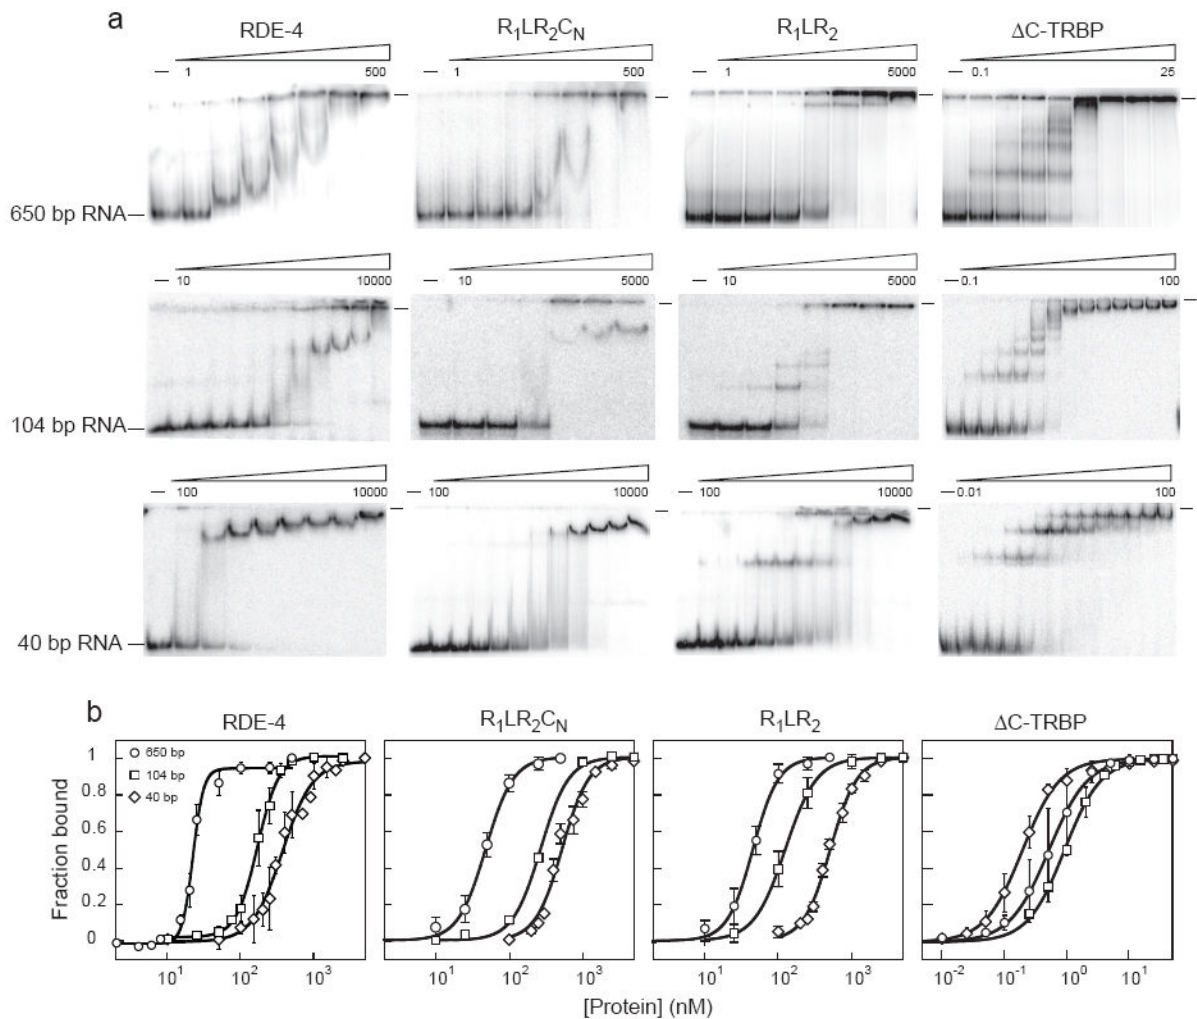 a
RDE-4 R₁LR₂Cₙ R₁LR₂ ΔC-TRBP
— 1 500 — 1 500 — 1 5000 — 0.1 25
650 bp RNA
— 10 10000 — 10 5000 — 10 5000 — 0.1 100
104 bp RNA
— 100 10000 — 100 10000 — 100 10000 — 0.01 100
40 bp RNA
b
RDE-4 R₁LR₂Cₙ R₁LR₂ ΔC-TRBP
650 bp
104 bp
40 bp
Fraction bound
1
0.8
0.6
0.4
0.2
0
10¹ 10² 10³ 10¹ 10² 10³ 10¹ 10² 10³ 10⁻² 10⁻¹ 10⁰ 10¹
[Protein] (nM)